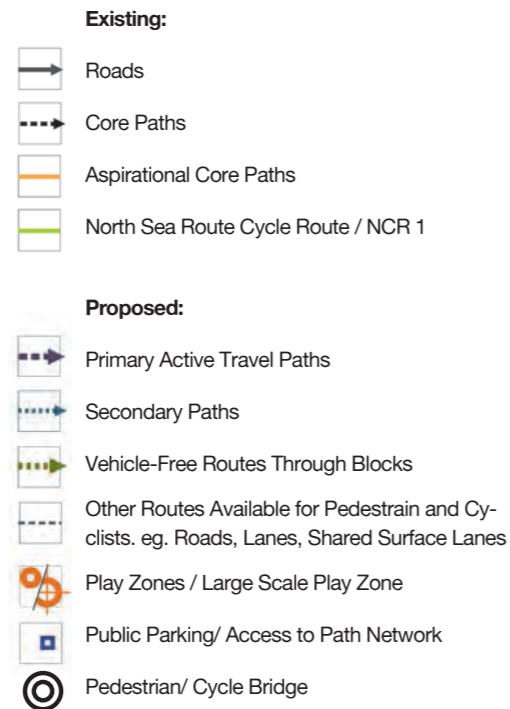 Existing:
Roads
Core Paths
Aspirational Core Paths
North Sea Route Cycle Route / NCR 1
Proposed:
Primary Active Travel Paths
Secondary Paths
Vehicle-Free Routes Through Blocks
Other Routes Available for Pedestrain and Cy-
clists. eg. Roads, Lanes, Shared Surface Lanes
Play Zones / Large Scale Play Zone
Public Parking/ Access to Path Network
Pedestrian/ Cycle Bridge